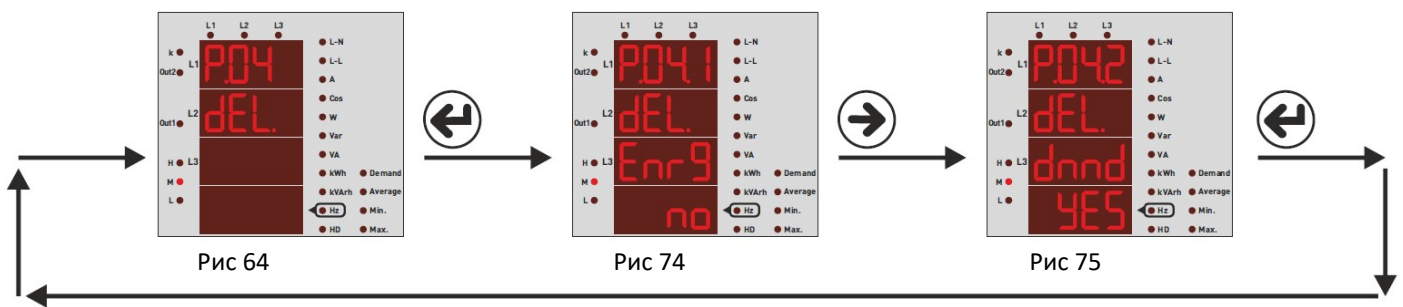 L1 L2 L3
k
Out2
L1
P.04
L2
dEL.
Out1
H
L3
M
L
L-N
L-L
A
Cos
W
Var
VA
kWh
Demand
kVArh
Average
Hz
Min.
HD
Max.
Рис 64
L1 L2 L3
k
Out2
L1
P.04.1
L2
dEL.
Out1
H
L3
Enr9
M
L
no
L-N
L-L
A
Cos
W
Var
VA
kWh
Demand
kVArh
Average
Hz
Min.
HD
Max.
Рис 74
L1 L2 L3
k
Out2
L1
P.04.2
L2
dEL.
Out1
H
L3
dnnd
M
L
YES
L-N
L-L
A
Cos
W
Var
VA
kWh
Demand
kVArh
Average
Hz
Min.
HD
Max.
Рис 75